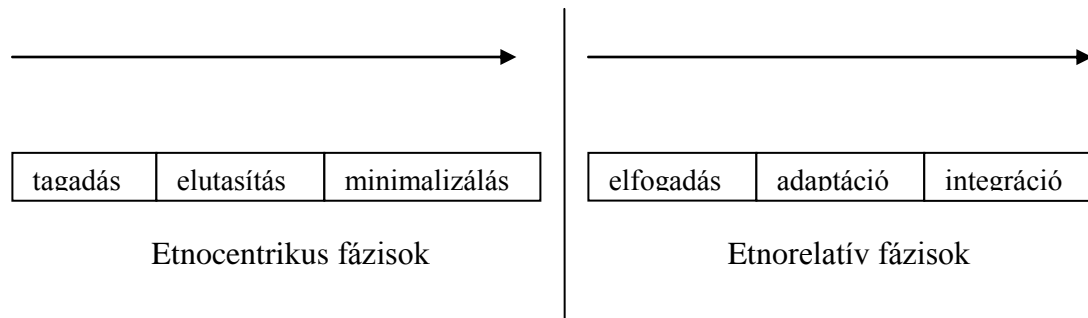 tagadás elutasítás minimalizálás elfogadás adaptáció integráció
Etnocentrikus fázisok Etnorelatív fázisok